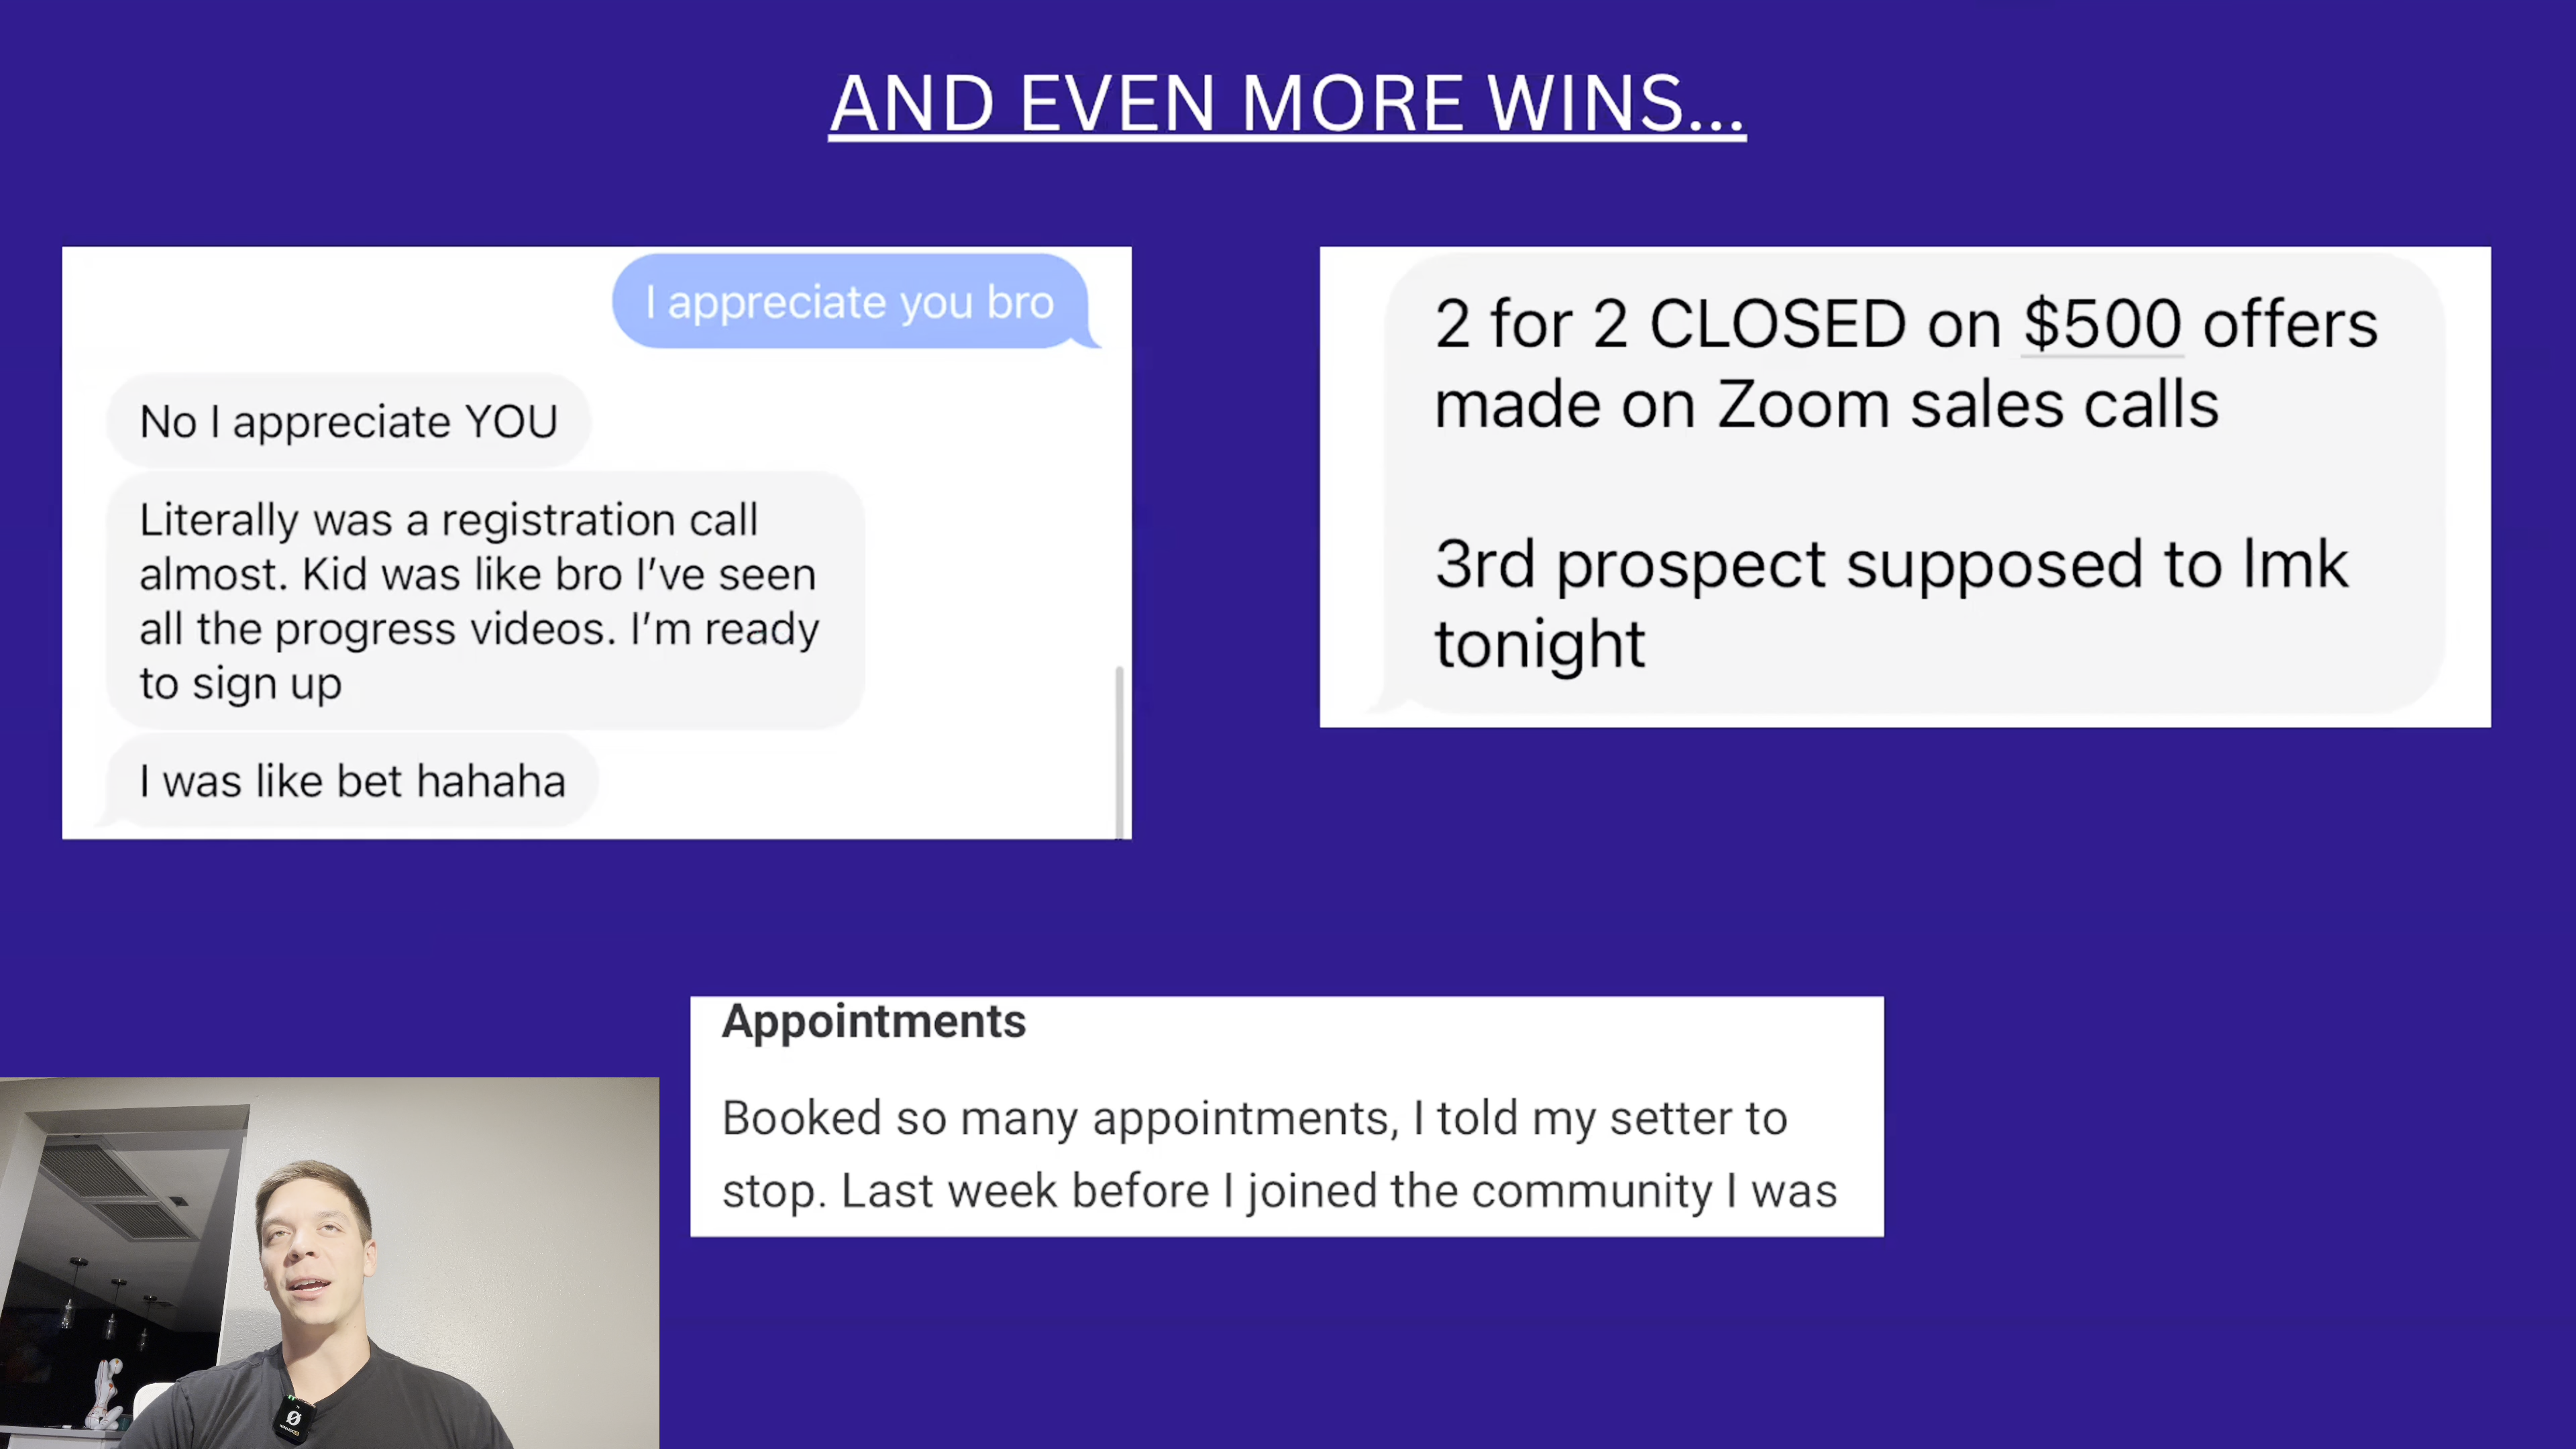 AND EVEN MORE WINS...
I appreciate you bro
No I appreciate YOU
Literally was a registration call
almost. Kid was like bro I've seen
all the progress videos. I'm ready
to sign up
I was like bet hahaha
2 for 2 CLOSED on $500 offers
made on Zoom sales calls
3rd prospect supposed to lmk
tonight
Appointments
Booked so many appointments, I told my setter to
stop. Last week before I joined the community I was